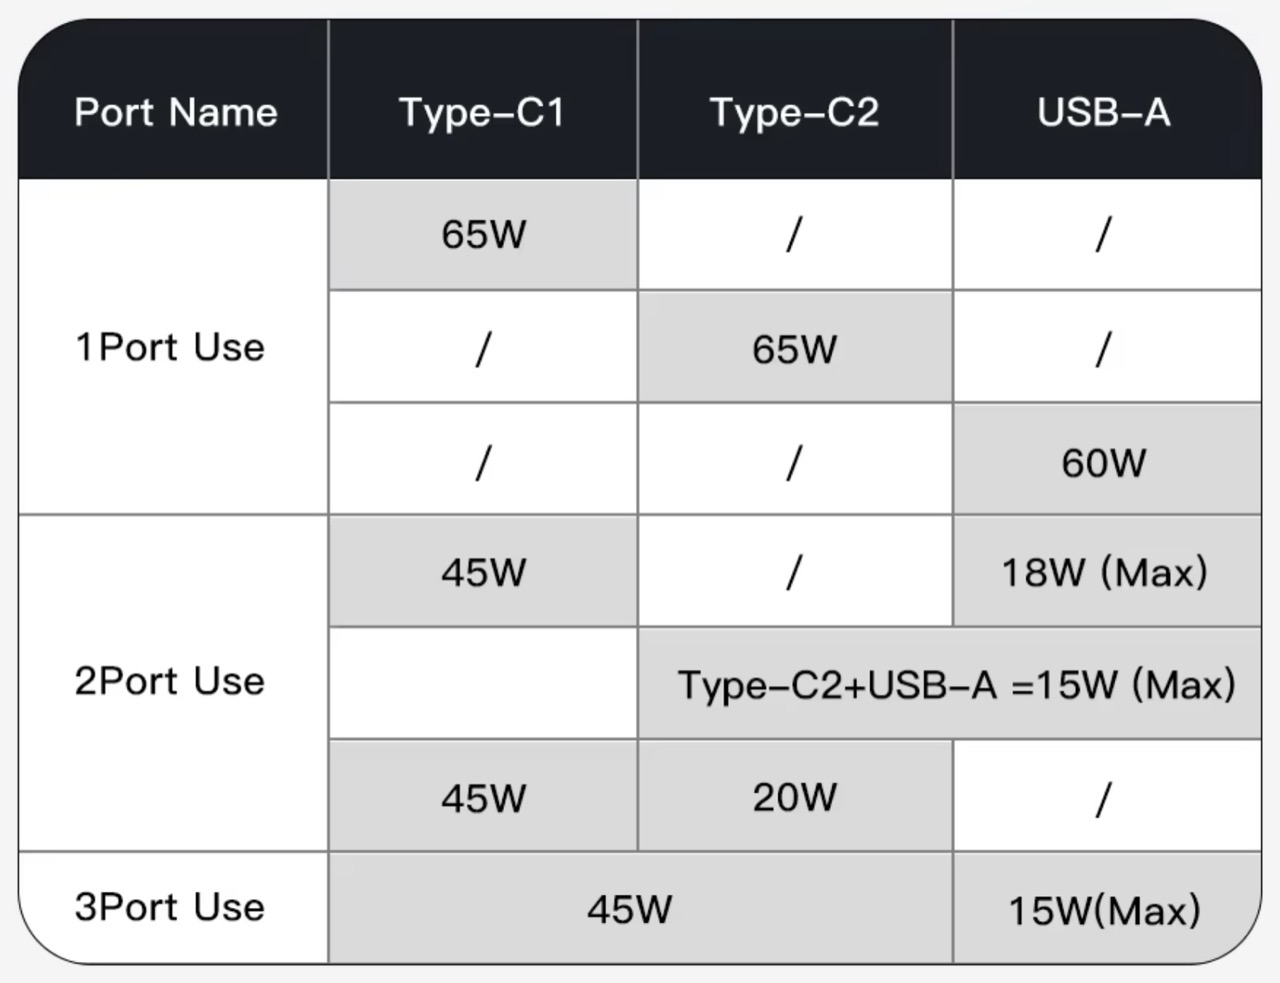 Port Name Type-C1 Type-C2 USB-A
65W / /
1Port Use / 65W /
/ / 60W
45W / 18W (Max)
2Port Use Type-C2+USB-A =15W (Max)
45W 20W /
3Port Use 45W 15W(Max)